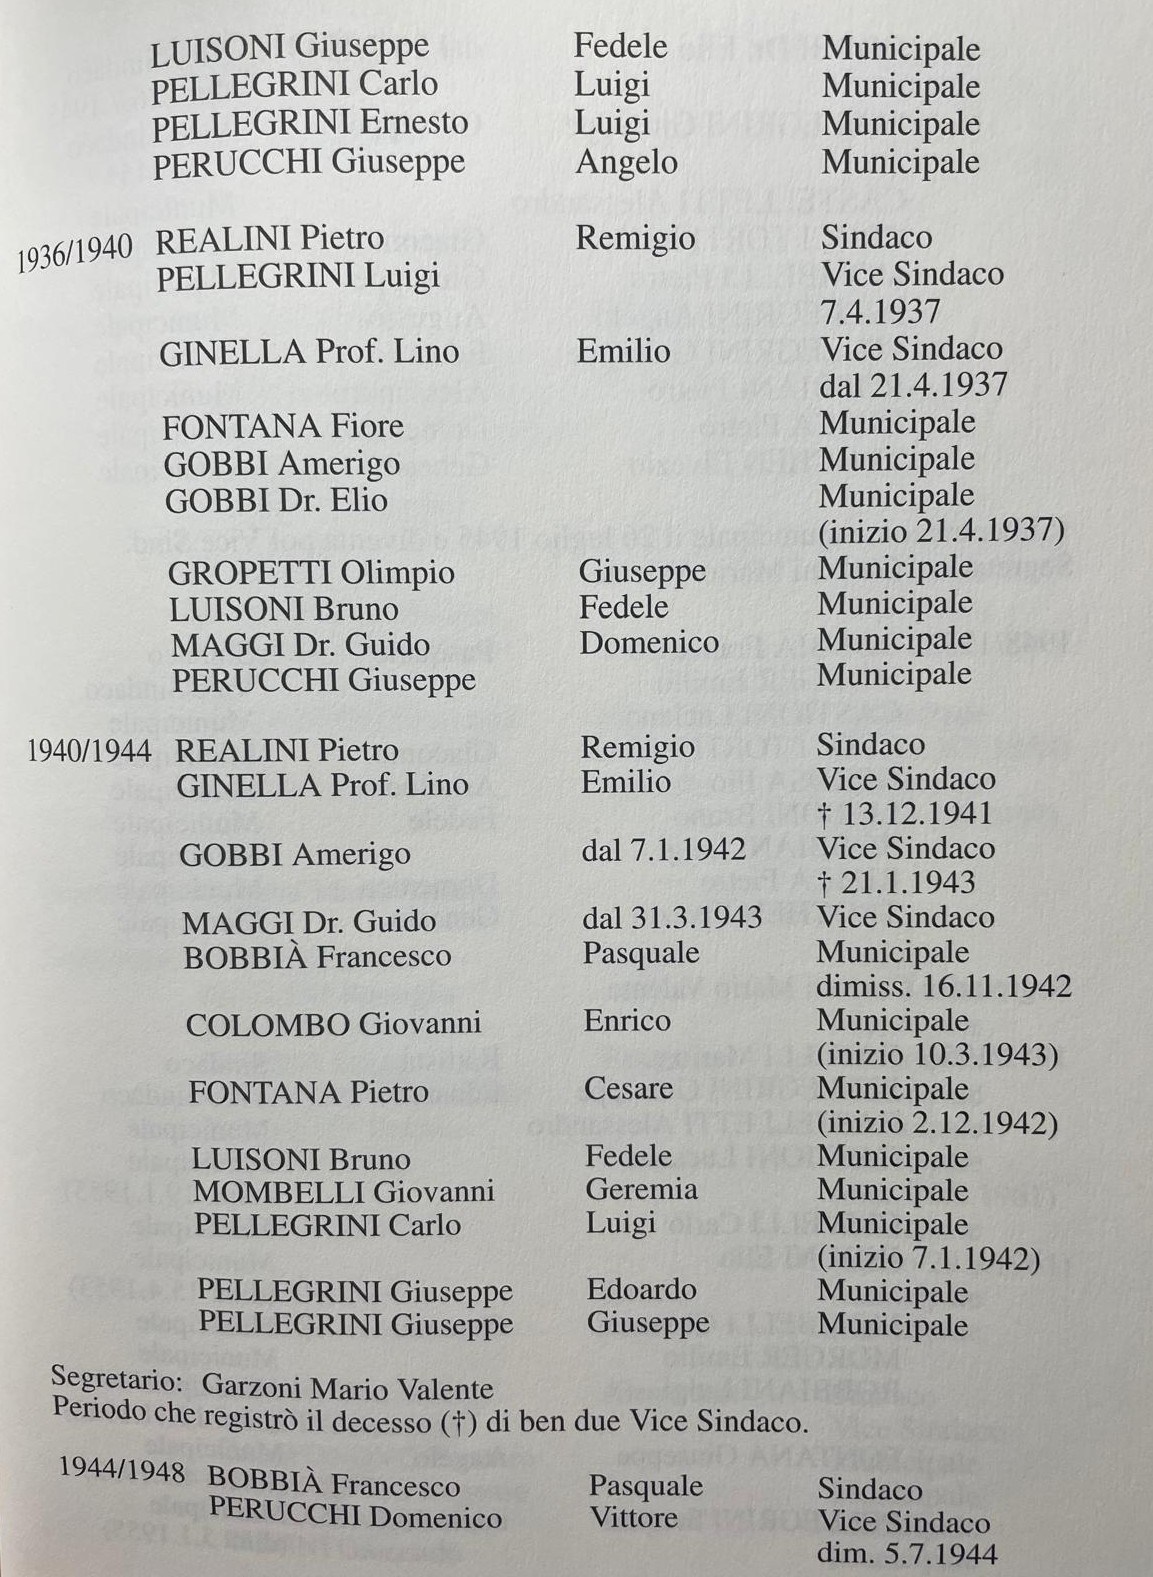 LUISONI Giuseppe Fedele Municipale
PELLEGRINI Carlo Luigi Municipale
PELLEGRINI Ernesto Luigi Municipale
PERUCCHI Giuseppe Angelo Municipale
1936/1940 REALINI Pietro Remigio Sindaco
PELLEGRINI Luigi Vice Sindaco
7.4.1937
GINELLA Prof. Lino Emilio Vice Sindaco
dal 21.4.1937
FONTANA Fiore Municipale
GOBBI Amerigo Municipale
GOBBI Dr. Elio Municipale
(inizio 21.4.1937)
GROPETTI Olimpio Giuseppe Municipale
LUISONI Bruno Fedele Municipale
MAGGI Dr. Guido Domenico Municipale
PERUCCHI Giuseppe Municipale
1940/1944 REALINI Pietro Remigio Sindaco
GINELLA Prof. Lino Emilio Vice Sindaco
† 13.12.1941
GOBBI Amerigo dal 7.1.1942 Vice Sindaco
† 21.1.1943
MAGGI Dr. Guido dal 31.3.1943 Vice Sindaco
BOBBIÀ Francesco Pasquale Municipale
dimiss. 16.11.1942
COLOMBO Giovanni Enrico Municipale
(inizio 10.3.1943)
FONTANA Pietro Cesare Municipale
(inizio 2.12.1942)
LUISONI Bruno Fedele Municipale
MOMBELLI Giovanni Geremia Municipale
PELLEGRINI Carlo Luigi Municipale
(inizio 7.1.1942)
PELLEGRINI Giuseppe Edoardo Municipale
PELLEGRINI Giuseppe Giuseppe Municipale
Segretario: Garzoni Mario Valente
Periodo che registrò il decesso (†) di ben due Vice Sindaco.
1944/1948 BOBBIÀ Francesco Pasquale Sindaco
PERUCCHI Domenico Vittore Vice Sindaco
dim. 5.7.1944